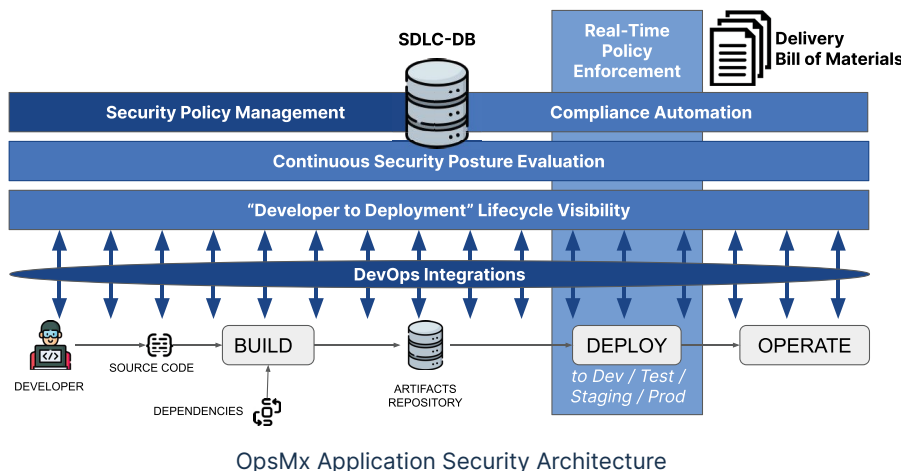 SDLC-DB
Real-Time
Policy
Enforcement
Delivery
Bill of Materials
Security Policy Management
Compliance Automation
Continuous Security Posture Evaluation
“Developer to Deployment” Lifecycle Visibility
DevOps Integrations
DEVELOPER
SOURCE CODE
BUILD
DEPENDENCIES
ARTIFACTS
REPOSITORY
DEPLOY
to Dev / Test /
Staging / Prod
OPERATE
OpsMx Application Security Architecture